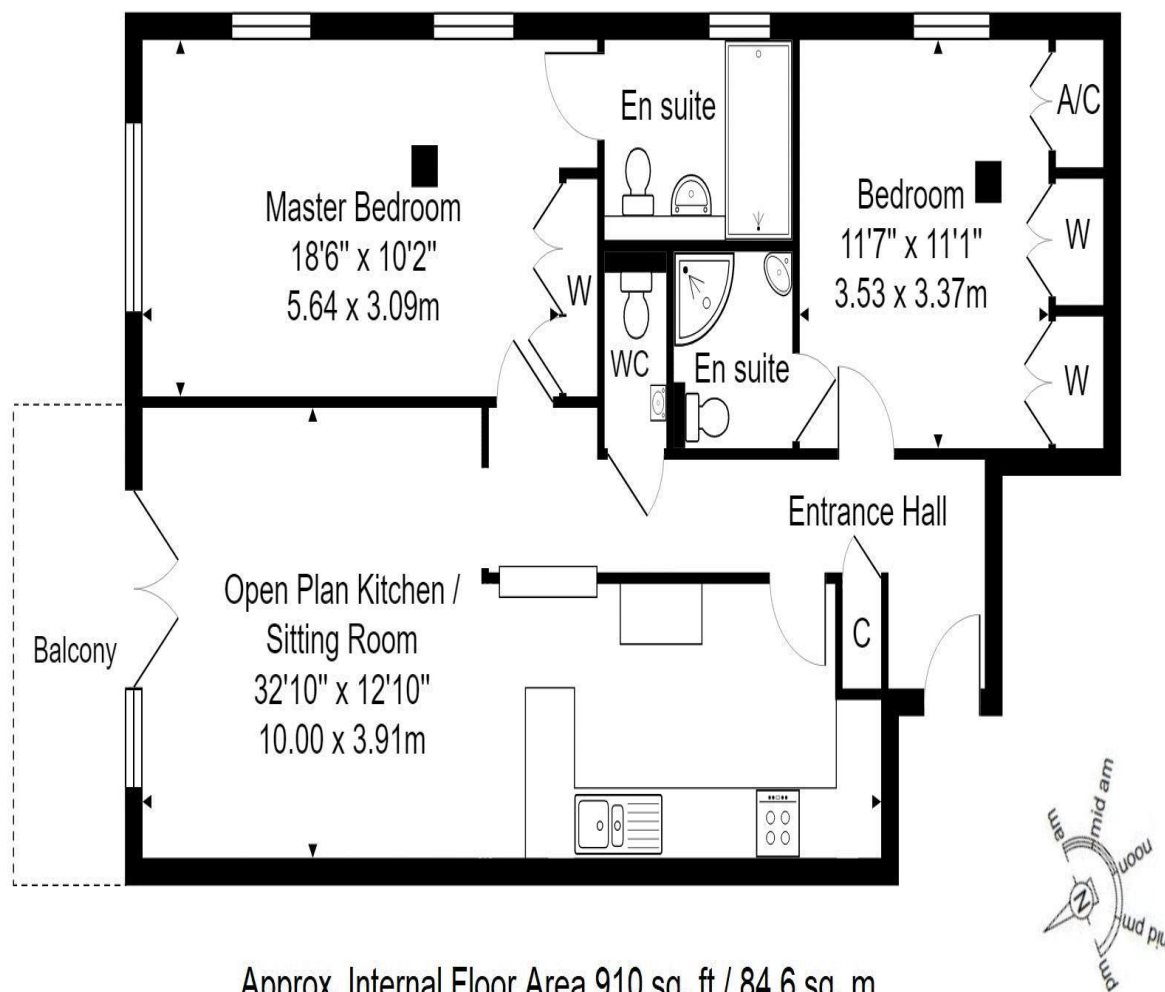 En suite
A/C
Master Bedroom
18'6" x 10'2"
5.64 x 3.09m
Bedroom
11'7" x 11'1"
3.53 x 3.37m
W
W
W
WC
En suite
Entrance Hall
Balcony
Open Plan Kitchen /
Sitting Room
32'10" x 12'10"
10.00 x 3.91m
C
am
mid am
noon
mid pm
pm
N
Approx. Internal Floor Area 910 sq. ft / 84.6 sq. m